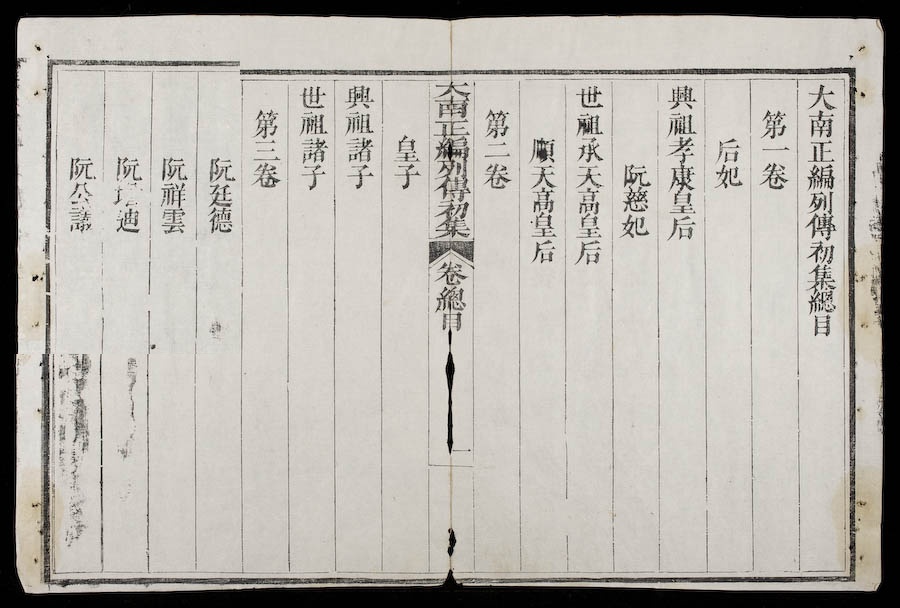 大南正編列傳初集總目
第一卷
后妃
興祖孝康皇后
阮慈妃
世祖承天高皇后
順天高皇后
第二卷
大南正編列傳初集 卷總目 一
皇子
興祖諸子
世祖諸子
第三卷
阮廷德
阮祥雲
阮迪
阮公議